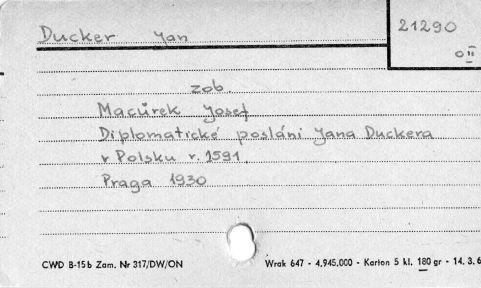 Ducker Jan
21290
O II
zob.
Macůrek Josef
Diplomatické poslání Jana Duckera
v Polsku r. 1591.
Praga 1930
CWD B-15b Zam. Nr 317/DW/ON
Wrak 647 - 4.945.000 - Karton 5 kl. 180 gr - 14. 3. 6